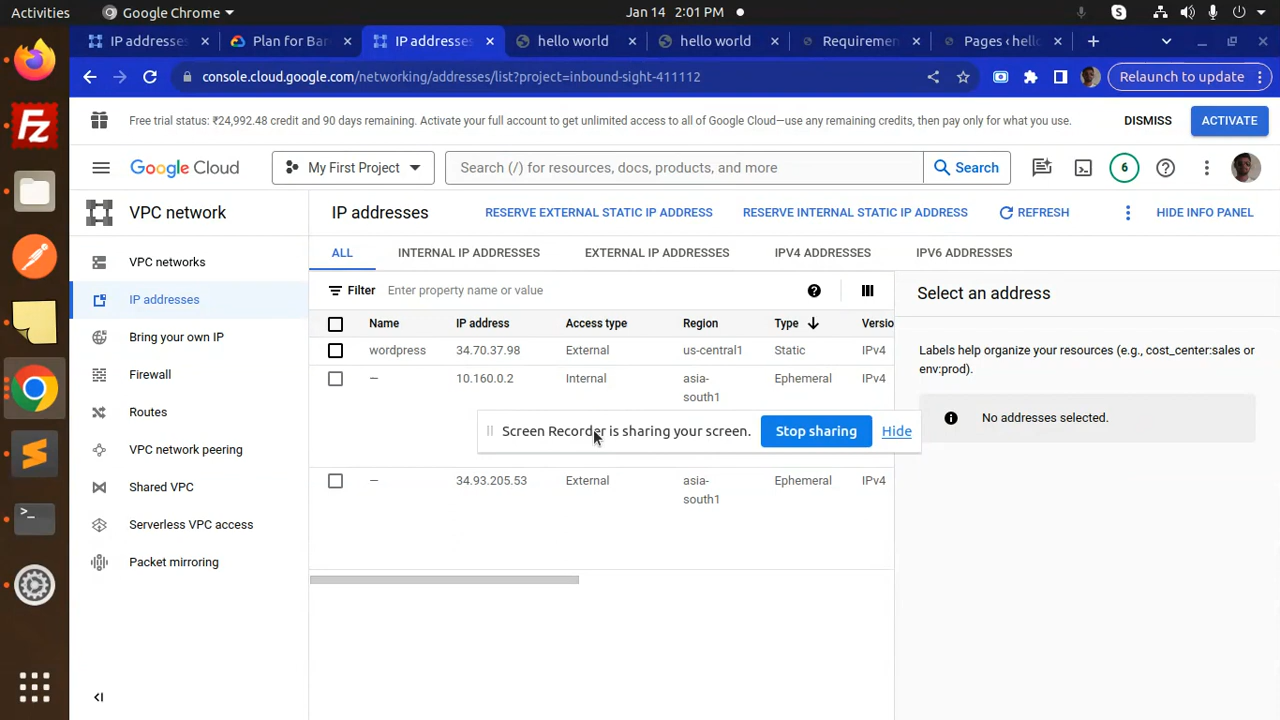 Activities
Google Chrome
Jan 14 2:01 PM
IP addresses
Plan for Bar
IP addresses
hello world
hello world
Requiremen
Pages ‹ hello
console.cloud.google.com/networking/addresses/list?project=inbound-sight-411112
Relaunch to update
Free trial status: ₹24,992.48 credit and 90 days remaining. Activate your full account to get unlimited access to all of Google Cloud—use any remaining credits, then pay only for what you use.
DISMISS
ACTIVATE
Google Cloud
My First Project
Search (/) for resources, docs, products, and more
Search
6
VPC network
IP addresses
RESERVE EXTERNAL STATIC IP ADDRESS
RESERVE INTERNAL STATIC IP ADDRESS
REFRESH
HIDE INFO PANEL
VPC networks
IP addresses
Bring your own IP
Firewall
Routes
VPC network peering
Shared VPC
Serverless VPC access
Packet mirroring
ALL
INTERNAL IP ADDRESSES
EXTERNAL IP ADDRESSES
IPV4 ADDRESSES
IPV6 ADDRESSES
Filter
Enter property name or value
Name IP address Access type Region Type Versio
wordpress 34.70.37.98 External us-central1 Static IPv4
— 10.160.0.2 Internal asia- Ephemeral IPv4
south1
Screen Recorder is sharing your screen.
Stop sharing
Hide
— 34.93.205.53 External asia- Ephemeral IPv4
south1
Select an address
Labels help organize your resources (e.g., cost_center:sales or
env:prod).
No addresses selected.